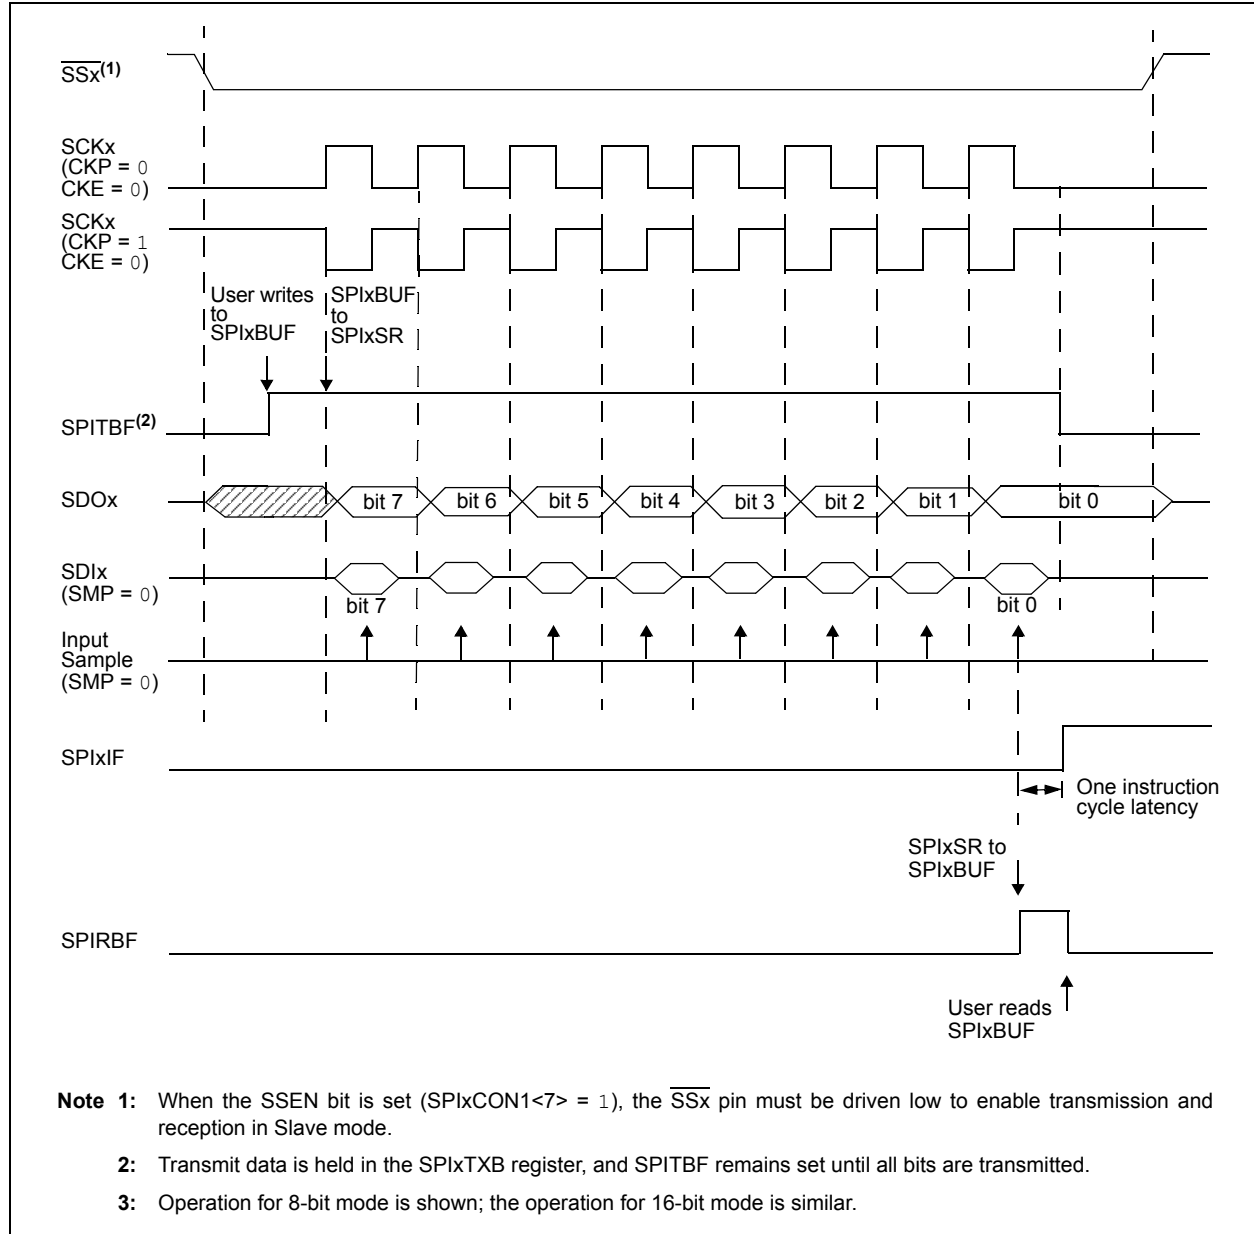 SSx(1)
SCKx
(CKP = 0
CKE = 0)
SCKx
(CKP = 1
CKE = 0)
User writes
to
SPIxBUF
SPIxBUF
to
SPIxSR
SPITBF(2)
SDOx
bit 7
bit 6
bit 5
bit 4
bit 3
bit 2
bit 1
bit 0
SDIx
(SMP = 0)
bit 7
bit 0
Input
Sample
(SMP = 0)
SPIxIF
One instruction
cycle latency
SPIxSR to
SPIxBUF
SPIRBF
User reads
SPIxBUF
Note 1: When the SSEN bit is set (SPIxCON1<7> = 1), the SSx pin must be driven low to enable transmission and
reception in Slave mode.
2: Transmit data is held in the SPIxTXB register, and SPITBF remains set until all bits are transmitted.
3: Operation for 8-bit mode is shown; the operation for 16-bit mode is similar.